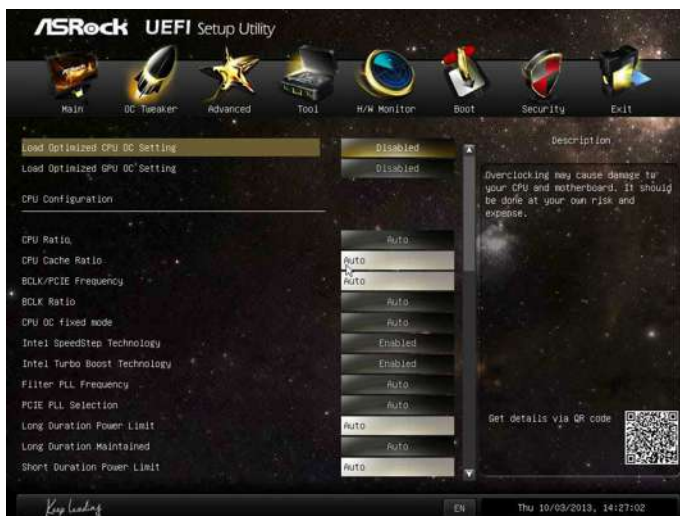 ASRock UEFI Setup Utility
Main OC Tweaker Advanced Tool H/W Monitor Boot Security Exit
Load Optimized CPU OC Setting Disabled
Load Optimized GPU OC Setting Disabled
CPU Configuration
CPU Ratio Auto
CPU Cache Ratio Auto
BCLK/PCIE Frequency Auto
BCLK Ratio Auto
CPU OC fixed mode Auto
Intel SpeedStep Technology Enabled
Intel Turbo Boost Technology Enabled
Filter PLL Frequency Auto
PCIE PLL Selection Auto
Long Duration Power Limit Auto
Long Duration Maintained Auto
Short Duration Power Limit Auto
Description
Overclocking may cause damage to
your CPU and motherboard. It should
be done at your own risk and
expense.
Get details via QR code
Keep Leading
EN Thu 10/03/2013, 14:27:02